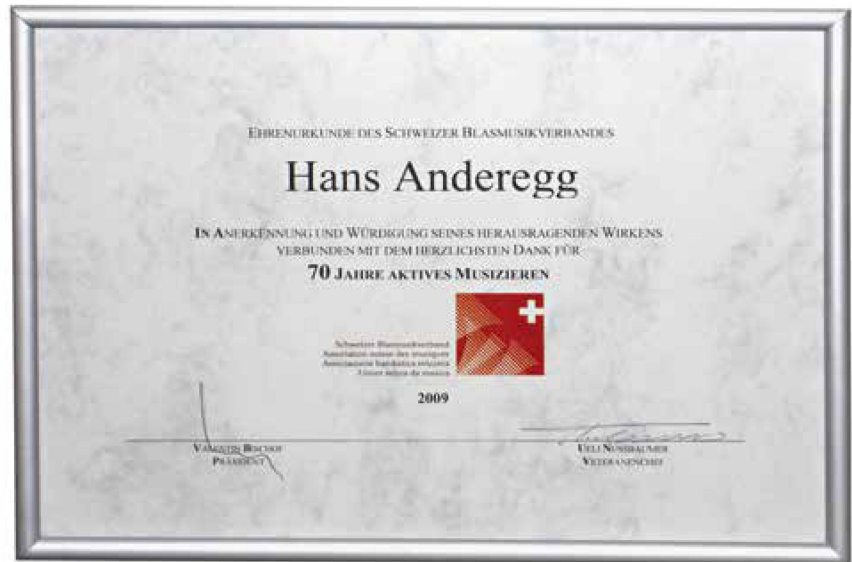 EHRENURKUNDE DES SCHWEIZER BLASMUSIKVERBANDES
Hans Anderegg
IN ANERKENNUNG UND WÜRDIGUNG SEINES HERAUSRAGENDEN WIRKENS
VERBUNDEN MIT DEM HERZLICHSTEN DANK FÜR
70 JAHRE AKTIVES MUSIZIEREN
Schweizer Blasmusikverband
Association suisse des musiques
Associazione bandistica svizzera
Uniun svizra da musica
2009
VALENTIN BISCHOF
PRÄSIDENT
UELI NUSSBAUMER
VETERANENCHEF